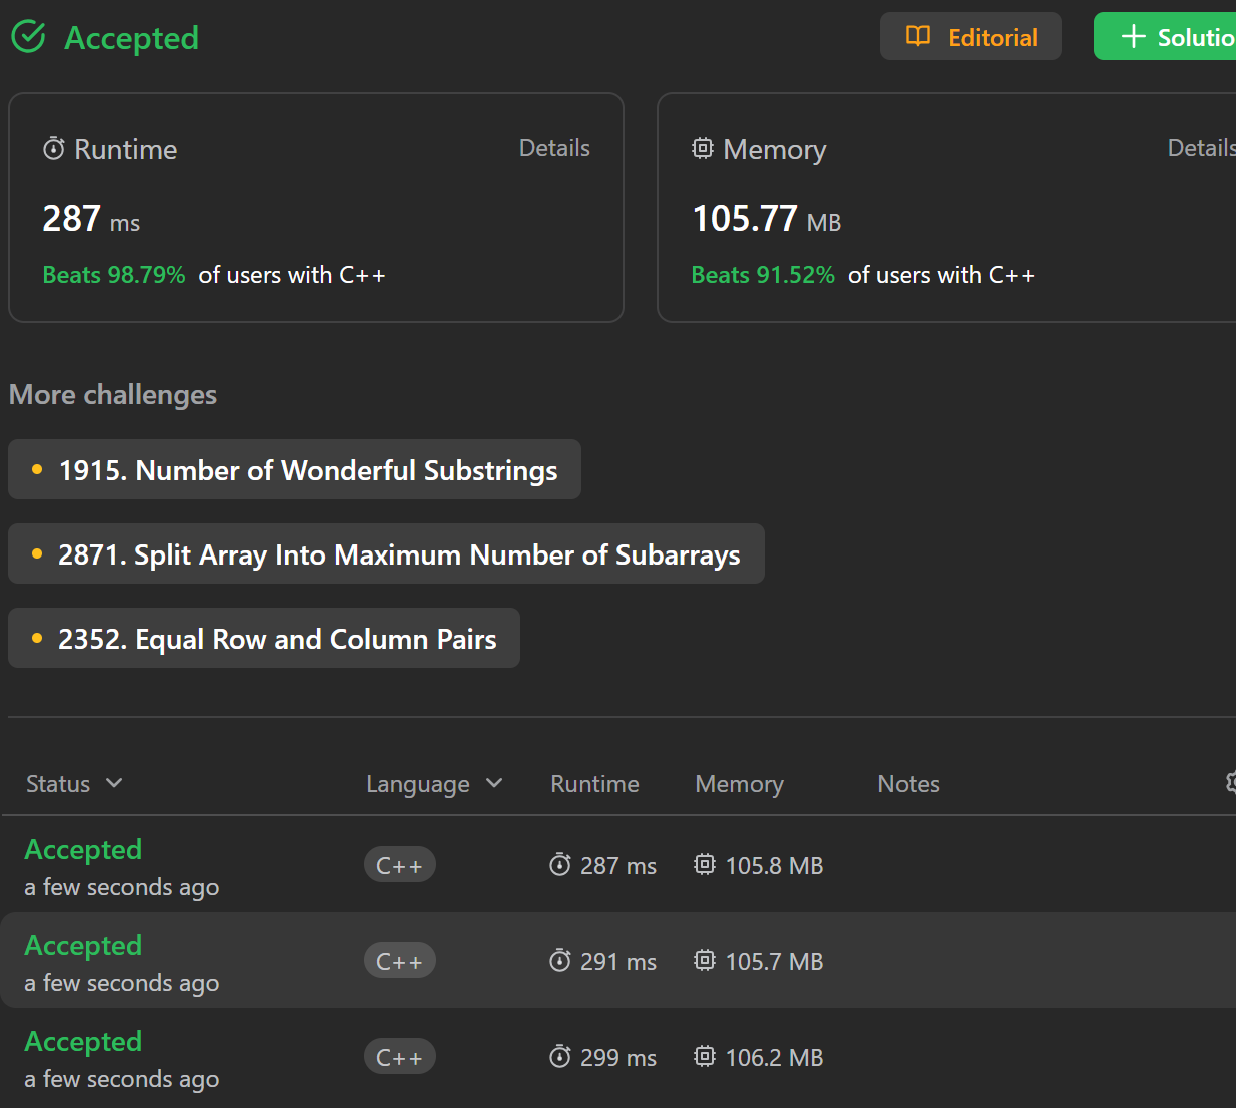 Accepted
Editorial
Solutio
Runtime
Details
287 ms
Beats 98.79% of users with C++
Memory
Details
105.77 MB
Beats 91.52% of users with C++
More challenges
1915. Number of Wonderful Substrings
2871. Split Array Into Maximum Number of Subarrays
2352. Equal Row and Column Pairs
Status Language Runtime Memory Notes
Accepted
a few seconds ago
C++ 287 ms 105.8 MB
Accepted
a few seconds ago
C++ 291 ms 105.7 MB
Accepted
a few seconds ago
C++ 299 ms 106.2 MB